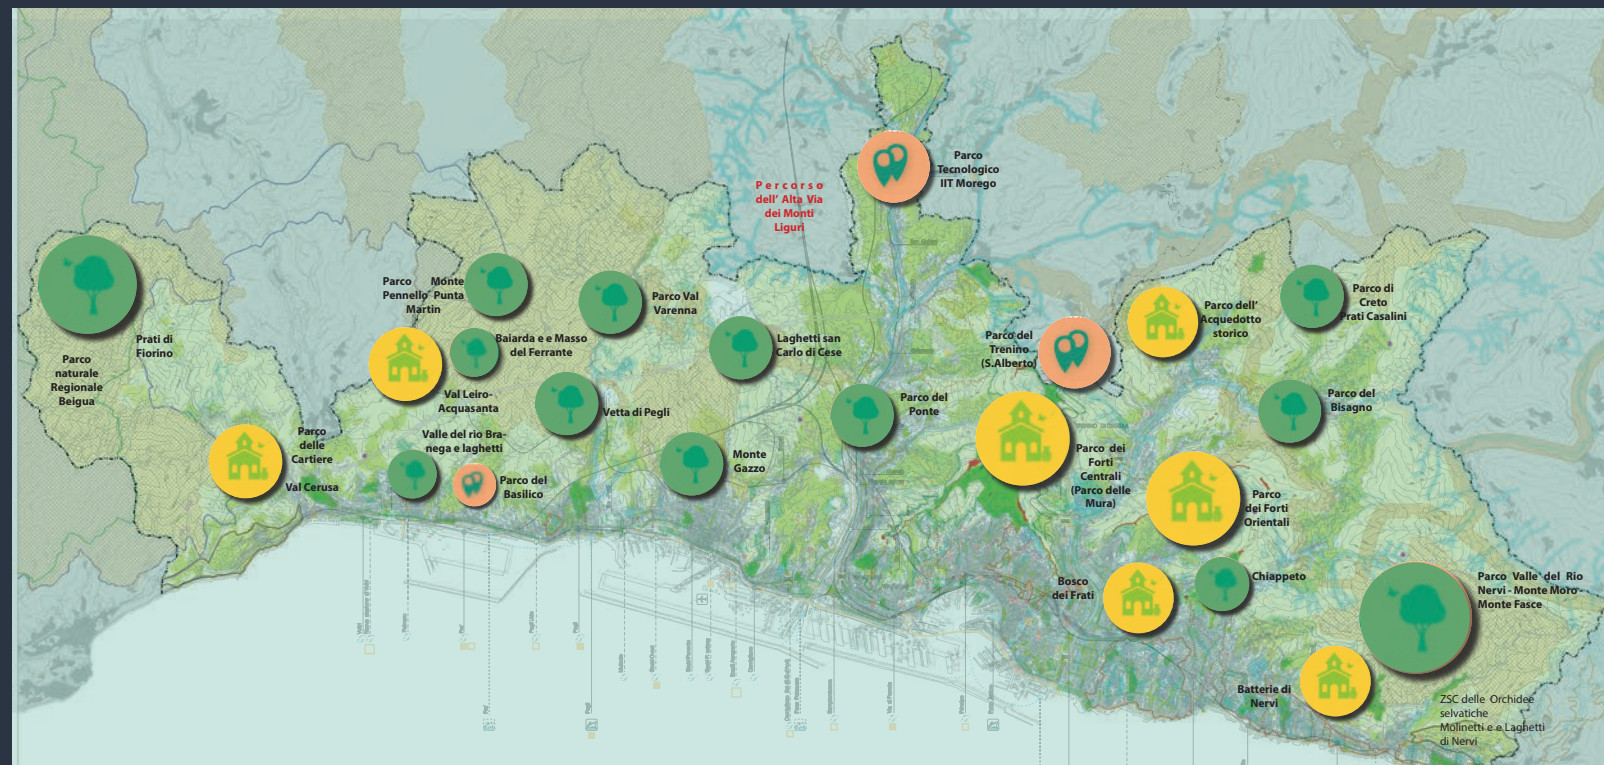 Percorso
dell' Alta Via
dei Monti
Liguri
Parco
Tecnologico
IIT Morego
Prati di
Fiorino
Parco
naturale
Regionale
Beigua
Parco
delle
Cartiere
Val Cerusa
Parco Monte
Pennello Punta
Martin
Baiarda e e Masso
del Ferrante
Val Leiro-
Acquasanta
Valle del rio Bra-
nega e laghetti
Parco del
Basilico
Parco Val
Varenna
Vetta di Pegli
Laghetti san
Carlo di Cese
Monte
Gazzo
Parco del
Ponte
Parco del
Trenino
(S.Alberto)
Parco dei
Forti
Centrali
(Parco delle
Mura)
Parco dell'
Acquedotto
storico
Parco di
Creto
Prati Casalini
Parco del
Bisagno
Parco
dei Forti
Orientali
Bosco
dei Frati
Chiappeto
Parco Valle del Rio
Nervi - Monte Moro
Monte Fasce
Batterie di
Nervi
ZSC delle Orchidee
selvatiche
Molinetti e e Laghetti
di Nervi